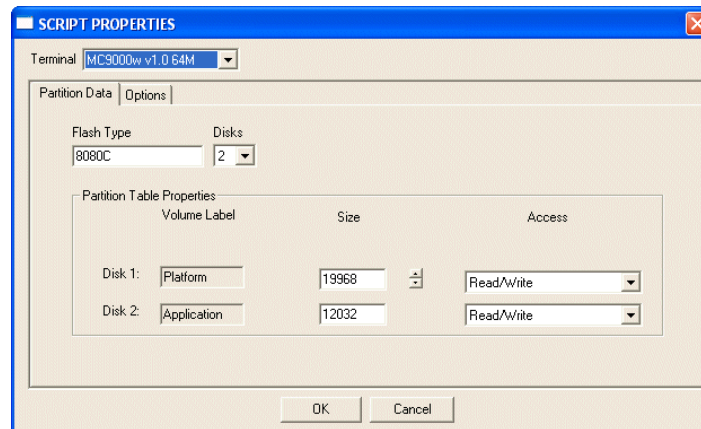 SCRIPT PROPERTIES
Terminal MC9000w v1.0 64M
Partition Data Options
Flash Type Disks
8080C 2
Partition Table Properties
Volume Label Size Access
Disk 1: Platform 19968 Read/Write
Disk 2: Application 12032 Read/Write
OK Cancel